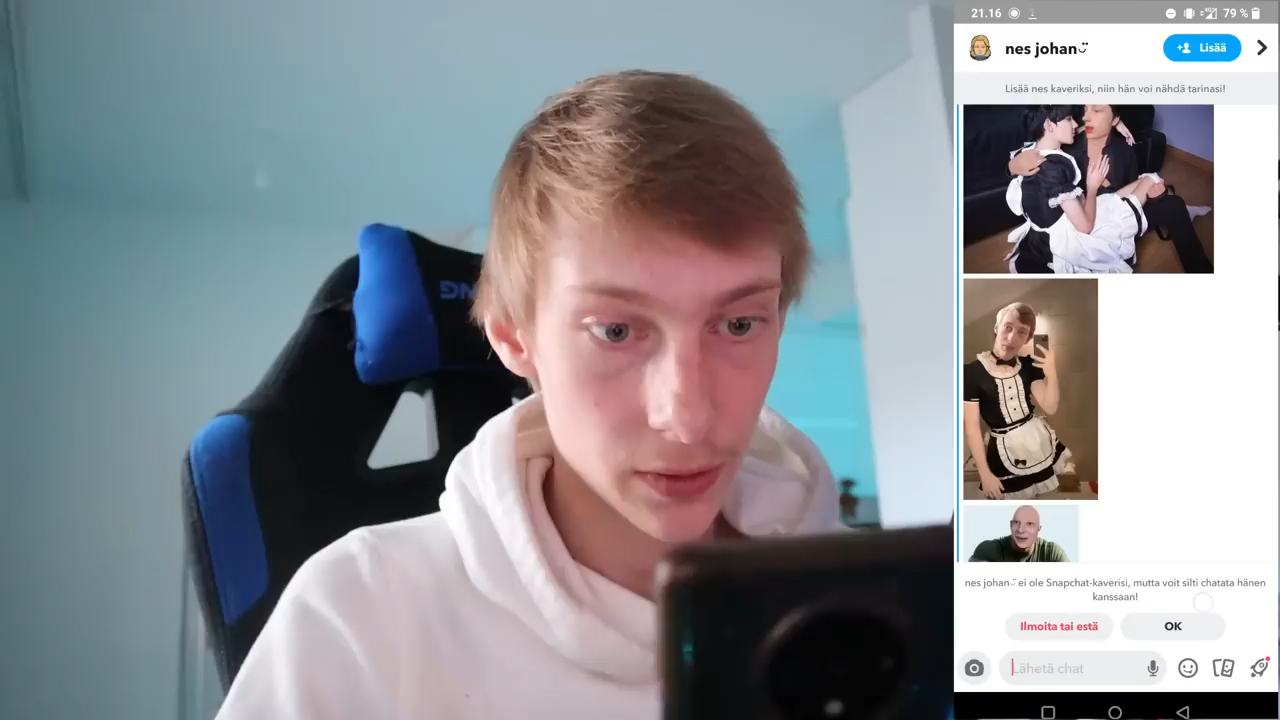 21.16
79 %
nes johan
Lisää
Lisää nes kaveriksi, niin hän voi nähdä tarinasi!
nes johan ei ole Snapchat-kaverisi, mutta voit silti chatata hänen
kanssaan!
Ilmoita tai estä
OK
Lähetä chat